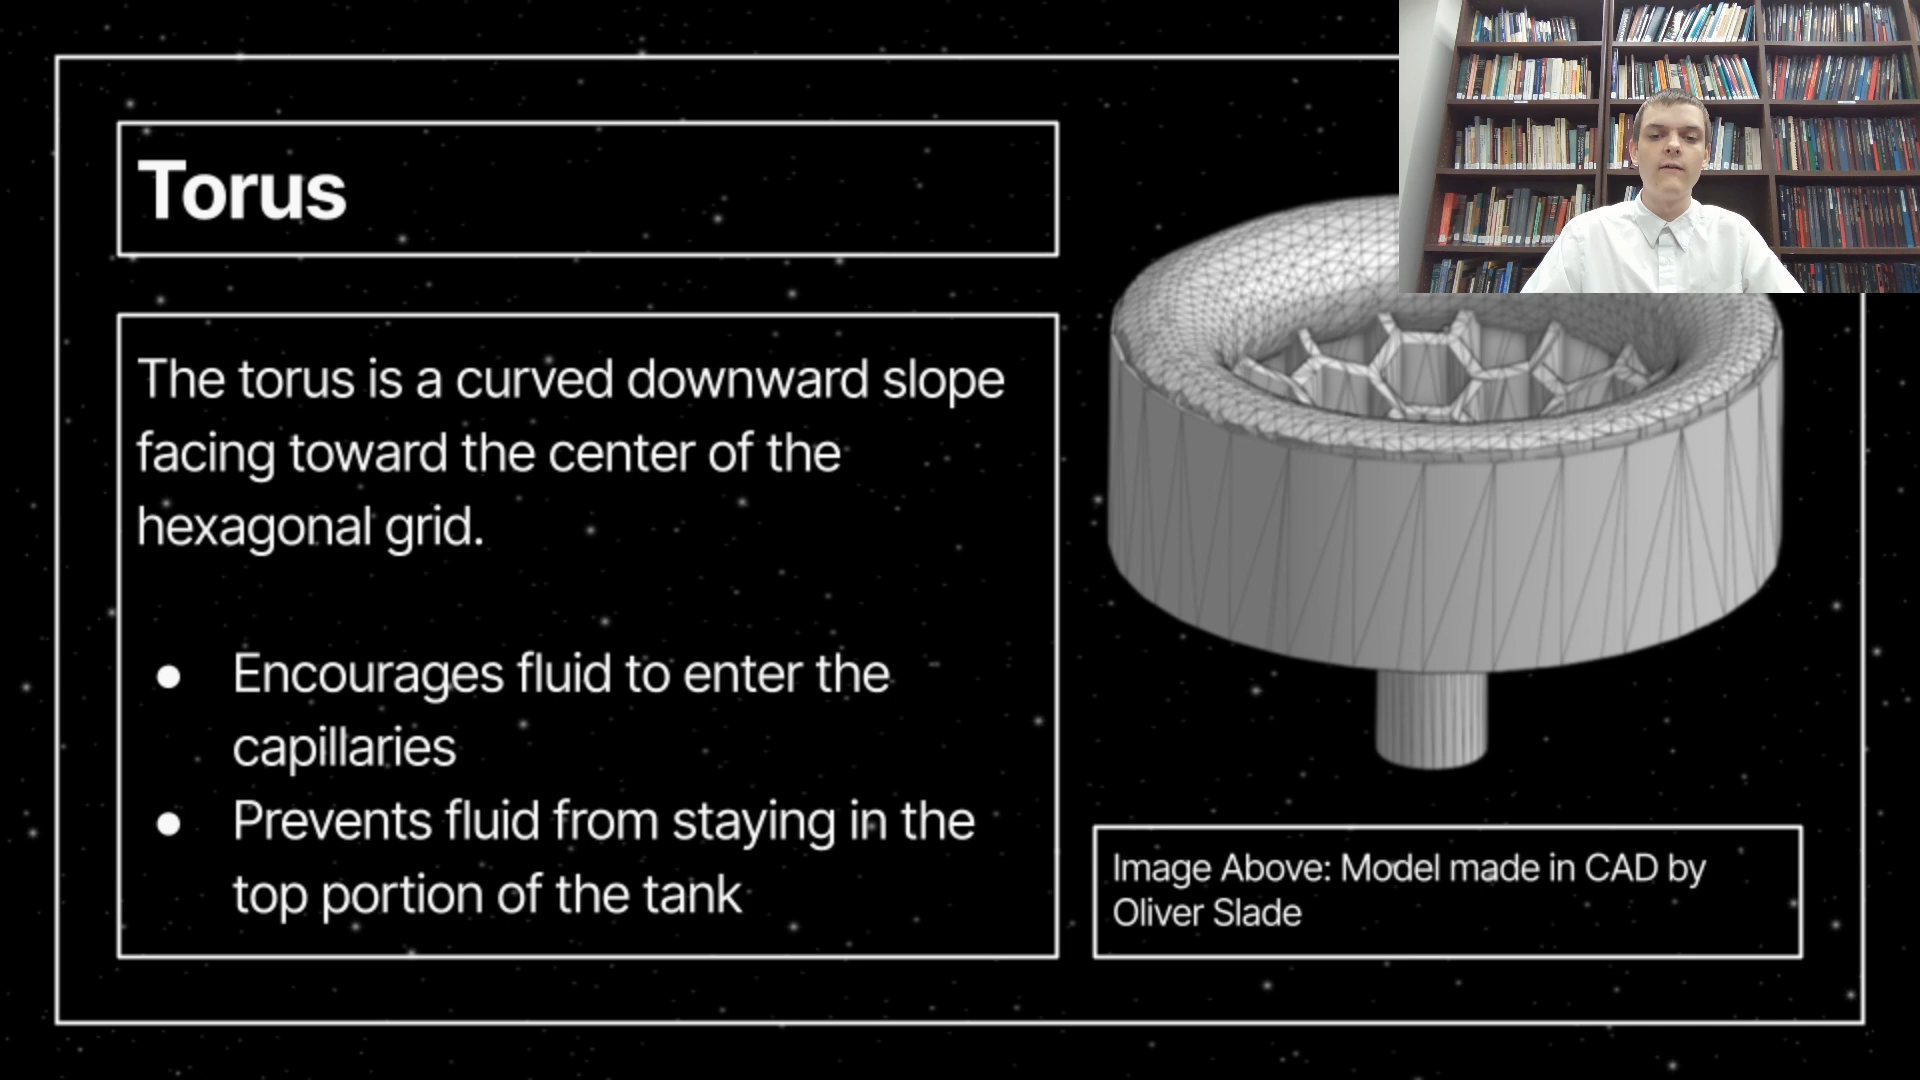 Torus
The torus is a curved downward slope
facing toward the center of the
hexagonal grid.
● Encourages fluid to enter the
capillaries
● Prevents fluid from staying in the
top portion of the tank
Image Above: Model made in CAD by
Oliver Slade